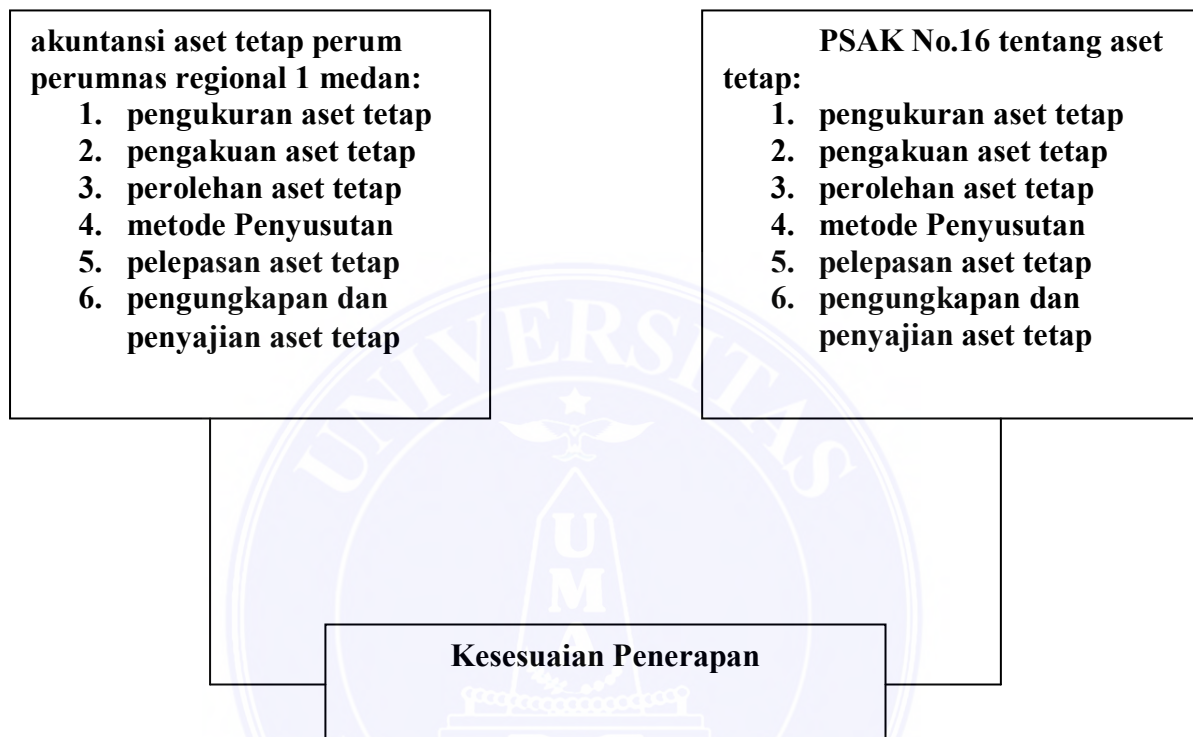 akuntansi aset tetap perum
perumnas regional 1 medan:
1. pengukuran aset tetap
2. pengakuan aset tetap
3. perolehan aset tetap
4. metode Penyusutan
5. pelepasan aset tetap
6. pengungkapan dan
penyajian aset tetap
PSAK No.16 tentang aset
tetap:
1. pengukuran aset tetap
2. pengakuan aset tetap
3. perolehan aset tetap
4. metode Penyusutan
5. pelepasan aset tetap
6. pengungkapan dan
penyajian aset tetap
UNIVERSITAS
U
M
A
Kesesuaian Penerapan